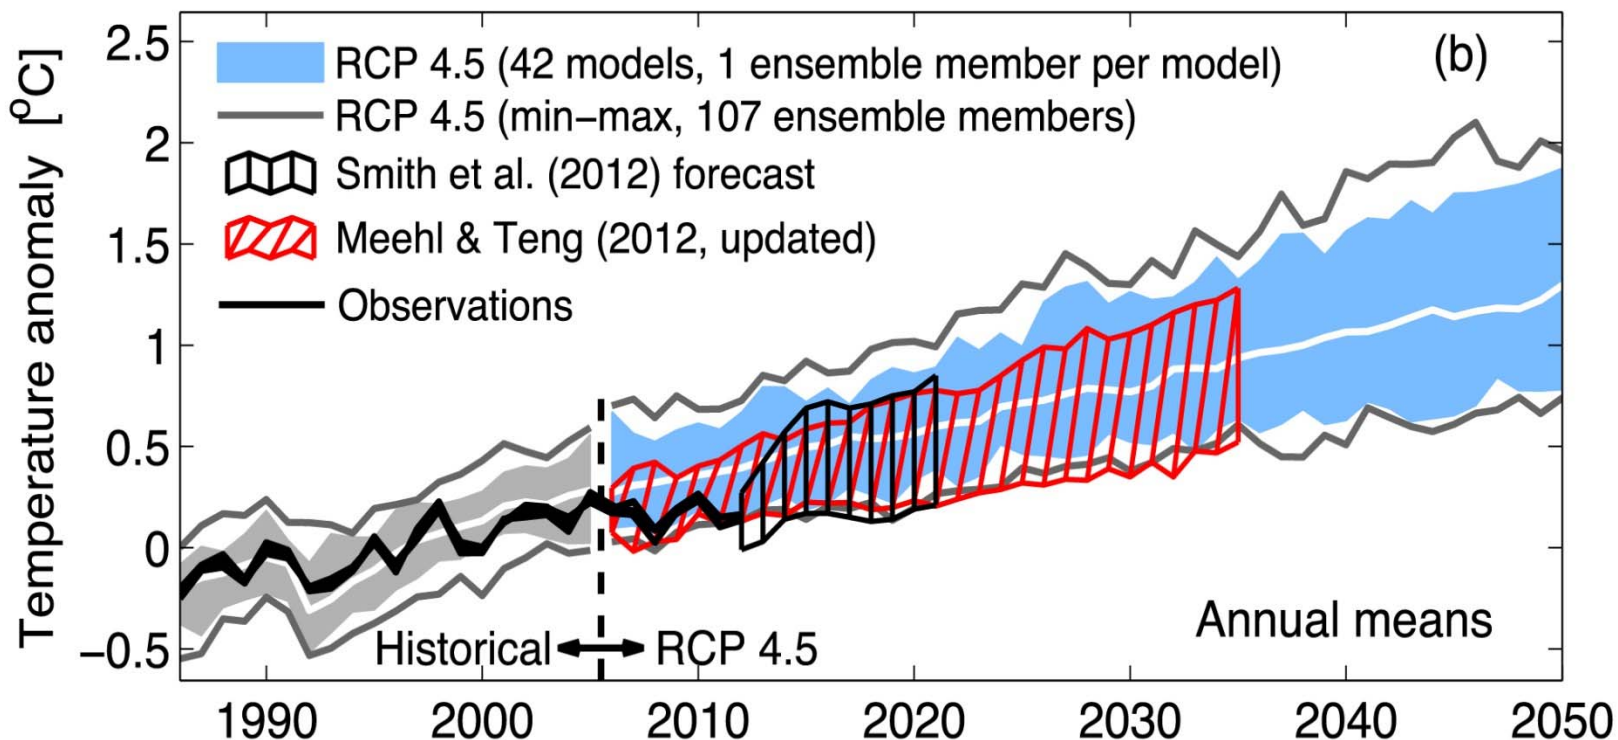 Temperature anomaly [°C]
2.5
2
1.5
1
0.5
0
−0.5
RCP 4.5 (42 models, 1 ensemble member per model)
(b)
RCP 4.5 (min−max, 107 ensemble members)
Smith et al. (2012) forecast
Meehl & Teng (2012, updated)
Observations
Annual means
Historical
RCP 4.5
1990
2000
2010
2020
2030
2040
2050